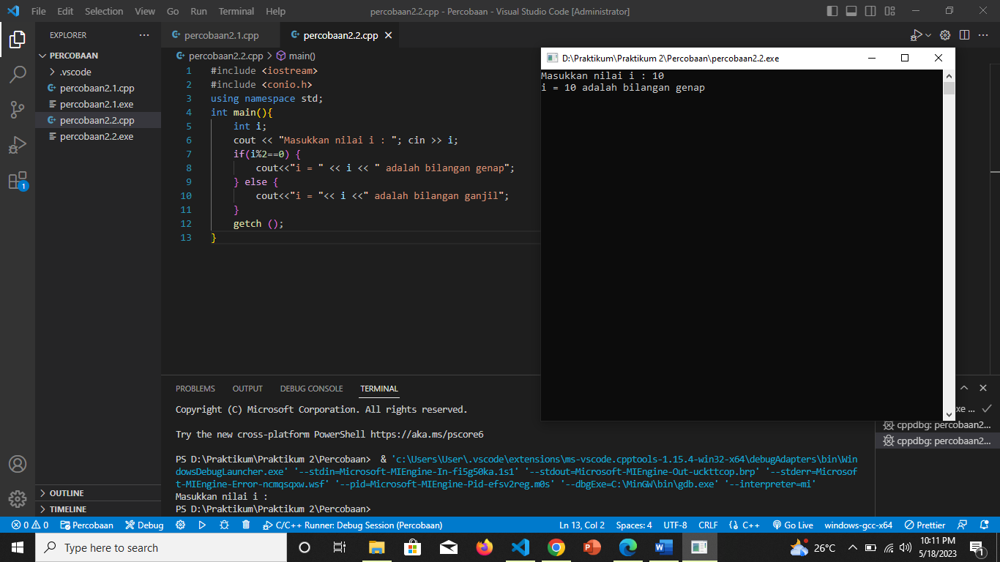 File Edit Selection View Go Run Terminal Help
percobaan2.2.cpp - Percobaan - Visual Studio Code [Administrator]
EXPLORER
PERCOBAAN
.vscode
percobaan2.1.cpp
percobaan2.1.exe
percobaan2.2.cpp
percobaan2.2.exe
OUTLINE
TIMELINE
1
percobaan2.1.cpp
percobaan2.2.cpp
percobaan2.2.cpp > main()
1 #include <iostream>
2 #include <conio.h>
3 using namespace std;
4 int main(){
5 int i;
6 cout << "Masukkan nilai i : "; cin >> i;
7 if(i%2==0) {
8 cout<<"i = " << i << " adalah bilangan genap";
9 } else {
10 cout<<"i = "<< i <<" adalah bilangan ganjil";
11 }
12 getch ();
13 }
D:\Praktikum\Praktikum 2\Percobaan\percobaan2.2.exe
Masukkan nilai i : 10
i = 10 adalah bilangan genap
PROBLEMS OUTPUT DEBUG CONSOLE TERMINAL
Copyright (C) Microsoft Corporation. All rights reserved.
Try the new cross-platform PowerShell https://aka.ms/pscore6
PS D:\Praktikum\Praktikum 2\Percobaan>  & 'c:\Users\User\.vscode\extensions\ms-vscode.cpptools-1.15.4-win32-x64\debugAdapters\bin\Win
dowsDebugLauncher.exe' '--stdin=Microsoft-MIEngine-In-fi5g50ka.1s1' '--stdout=Microsoft-MIEngine-Out-uckttcop.brp' '--stderr=Microsof
t-MIEngine-Error-ncmqsqxw.wsf' '--pid=Microsoft-MIEngine-Pid-efsv2reg.m0s' '--dbgExe=C:\MinGW\bin\gdb.exe' '--interpreter=mi'
Masukkan nilai i :
PS D:\Praktikum\Praktikum 2\Percobaan>
xe ...
cppdbg: percobaan2...
cppdbg: percobaan2...
0 0 Percobaan Debug C/C++ Runner: Debug Session (Percobaan) Ln 13, Col 2 Spaces: 4 UTF-8 CRLF {} C++ Go Live windows-gcc-x64 Prettier
Type here to search
26°C
10:11 PM
5/18/2023
1